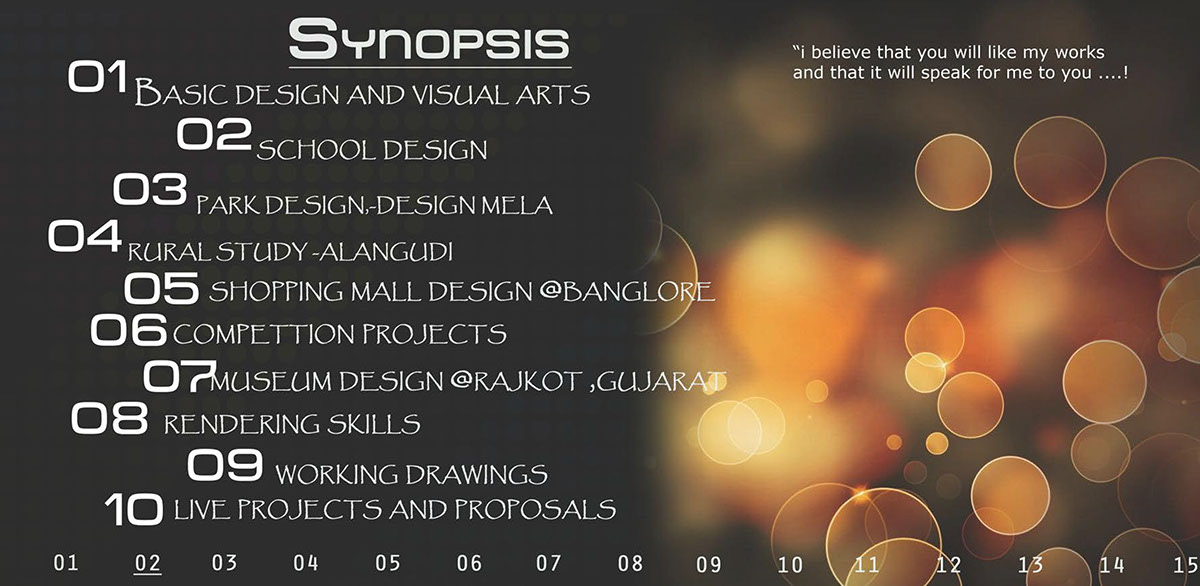 Synopsis
01 Basic design and visual arts
02 school design
03 park design,-design mela
04 rural study -alangudi
05 shopping mall design @banglore
06 compettion projects
07 museum design @rajkot ,gujarat
08 rendering skills
09 working drawings
10 live projects and proposals
“i believe that you will like my works
and that it will speak for me to you ....!
01 02 03 04 05 06 07 08 09 10 11 12 13 14 15